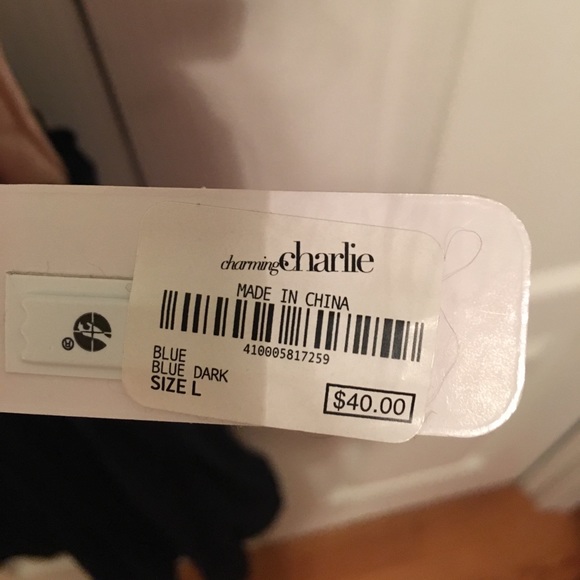 charming charlie
MADE IN CHINA
410005817259
BLUE
BLUE DARK
SIZE L
$40.00
®